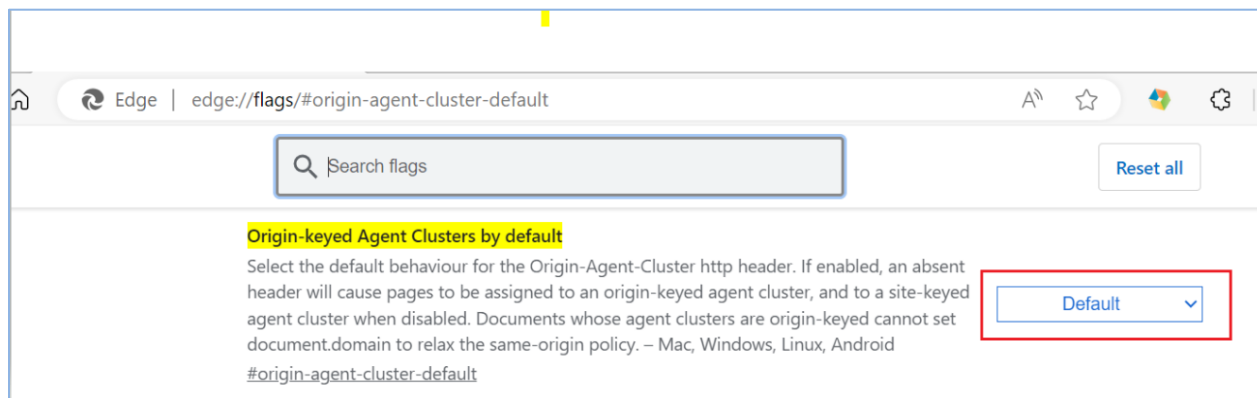 Edge | edge://flags/#origin-agent-cluster-default
Search flags
Reset all
Origin-keyed Agent Clusters by default
Select the default behaviour for the Origin-Agent-Cluster http header. If enabled, an absent
header will cause pages to be assigned to an origin-keyed agent cluster, and to a site-keyed
agent cluster when disabled. Documents whose agent clusters are origin-keyed cannot set
document.domain to relax the same-origin policy. – Mac, Windows, Linux, Android
#origin-agent-cluster-default
Default